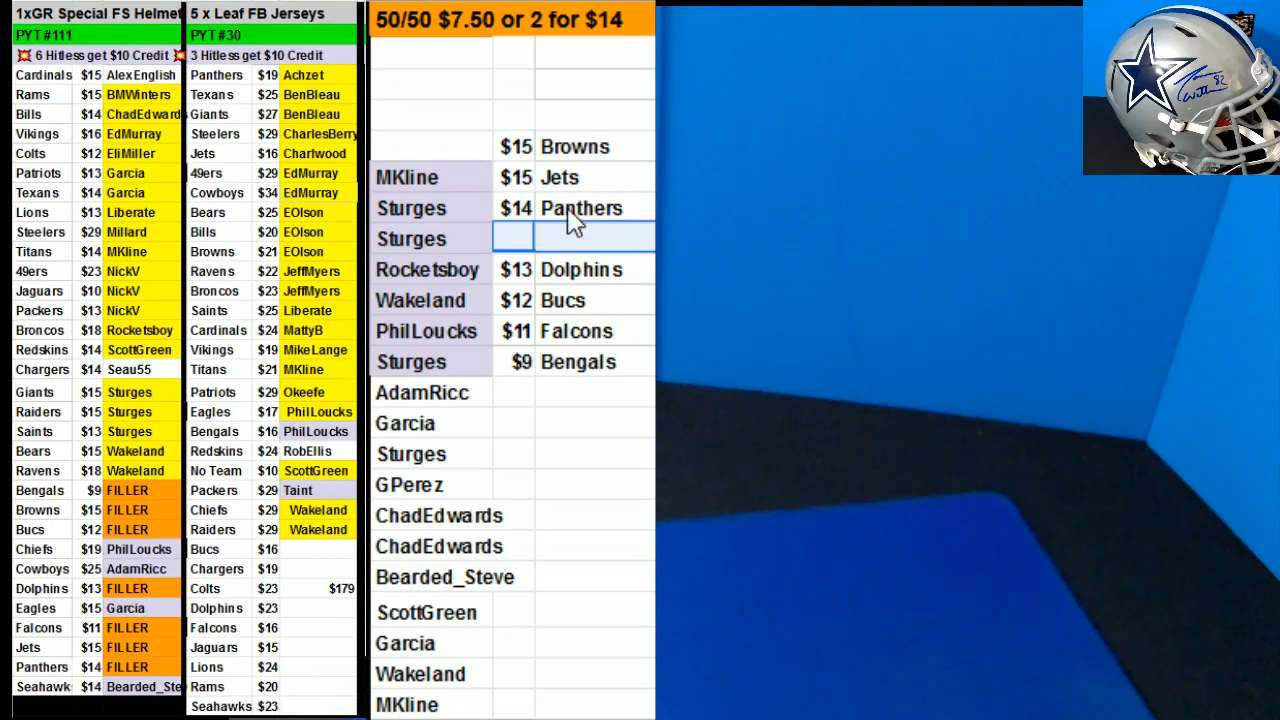 1xGR Special FS Helmet
PYT #111
💥 6 Hitless get $10 Credit 💥
Cardinals $15 AlexEnglish
Rams $15 BMWinters
Bills $14 ChadEdwards
Vikings $16 EdMurray
Colts $12 EliMiller
Patriots $13 Garcia
Texans $14 Garcia
Lions $13 Liberate
Steelers $29 Millard
Titans $14 MKline
49ers $23 NickV
Jaguars $10 NickV
Packers $13 NickV
Broncos $18 Rocketsboy
Redskins $14 ScottGreen
Chargers $14 Seau55
Giants $15 Sturges
Raiders $15 Sturges
Saints $13 Sturges
Bears $15 Wakeland
Ravens $18 Wakeland
Bengals $9 FILLER
Browns $15 FILLER
Bucs $12 FILLER
Chiefs $19 PhilLoucks
Cowboys $25 AdamRicc
Dolphins $13 FILLER
Eagles $15 Garcia
Falcons $11 FILLER
Jets $15 FILLER
Panthers $14 FILLER
Seahawk $14 Bearded_Ste
5 x Leaf FB Jerseys
PYT #30
3 Hitless get $10 Credit
Panthers $19 Achzet
Texans $25 BenBleau
Giants $27 BenBleau
Steelers $29 CharlesBerry
Jets $16 Charlwood
49ers $29 EdMurray
Cowboys $34 EdMurray
Bears $25 EOlson
Bills $20 EOlson
Browns $21 EOlson
Ravens $22 JeffMyers
Broncos $23 JeffMyers
Saints $25 Liberate
Cardinals $24 MattyB
Vikings $19 MikeLange
Titans $21 MKline
Patriots $29 Okeefe
Eagles $17 PhilLoucks
Bengals $16 PhilLoucks
Redskins $24 RobEllis
No Team $10 ScottGreen
Packers $29 Taint
Chiefs $29 Wakeland
Raiders $29 Wakeland
Bucs $16
Chargers $19
Colts $23 $179
Dolphins $23
Falcons $16
Jaguars $15
Lions $24
Rams $20
Seahawks $23
50/50 $7.50 or 2 for $14
$15 Browns
MKline $15 Jets
Sturges $14 Panthers
Sturges
Rocketsboy $13 Dolphins
Wakeland $12 Bucs
PhilLoucks $11 Falcons
Sturges $9 Bengals
AdamRicc
Garcia
Sturges
GPerez
ChadEdwards
ChadEdwards
Bearded_Steve
ScottGreen
Garcia
Wakeland
MKline
82